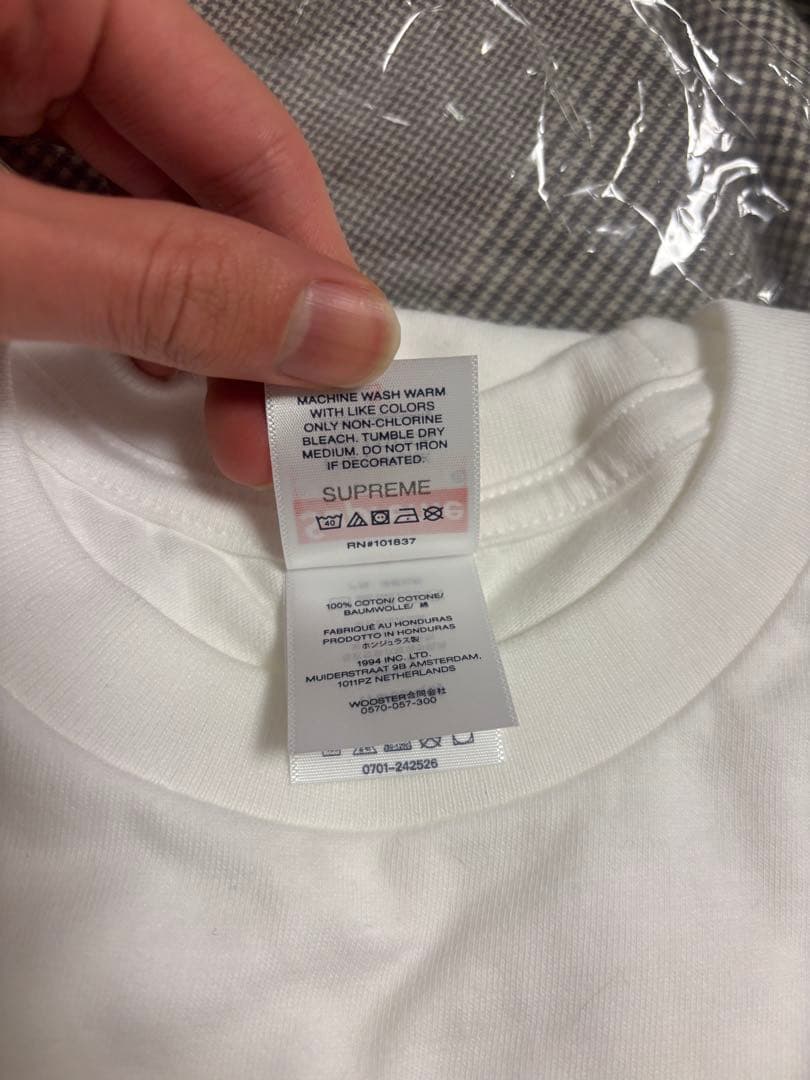 MACHINE WASH WARM
WITH LIKE COLORS
ONLY NON-CHLORINE
BLEACH. TUMBLE DRY
MEDIUM. DO NOT IRON
IF DECORATED.
SUPREME
40
RN#101837
100% COTON/ COTONE/
BAUMWOLLE/ 綿
FABRIQUÉ AU HONDURAS
PRODOTTO IN HONDURAS
ホンジュラス製
1994 INC. LTD.
MUIDERSTRAAT 9B AMSTERDAM,
1011PZ NETHERLANDS
WOOSTER合同会社
0570-057-300
0701-242526